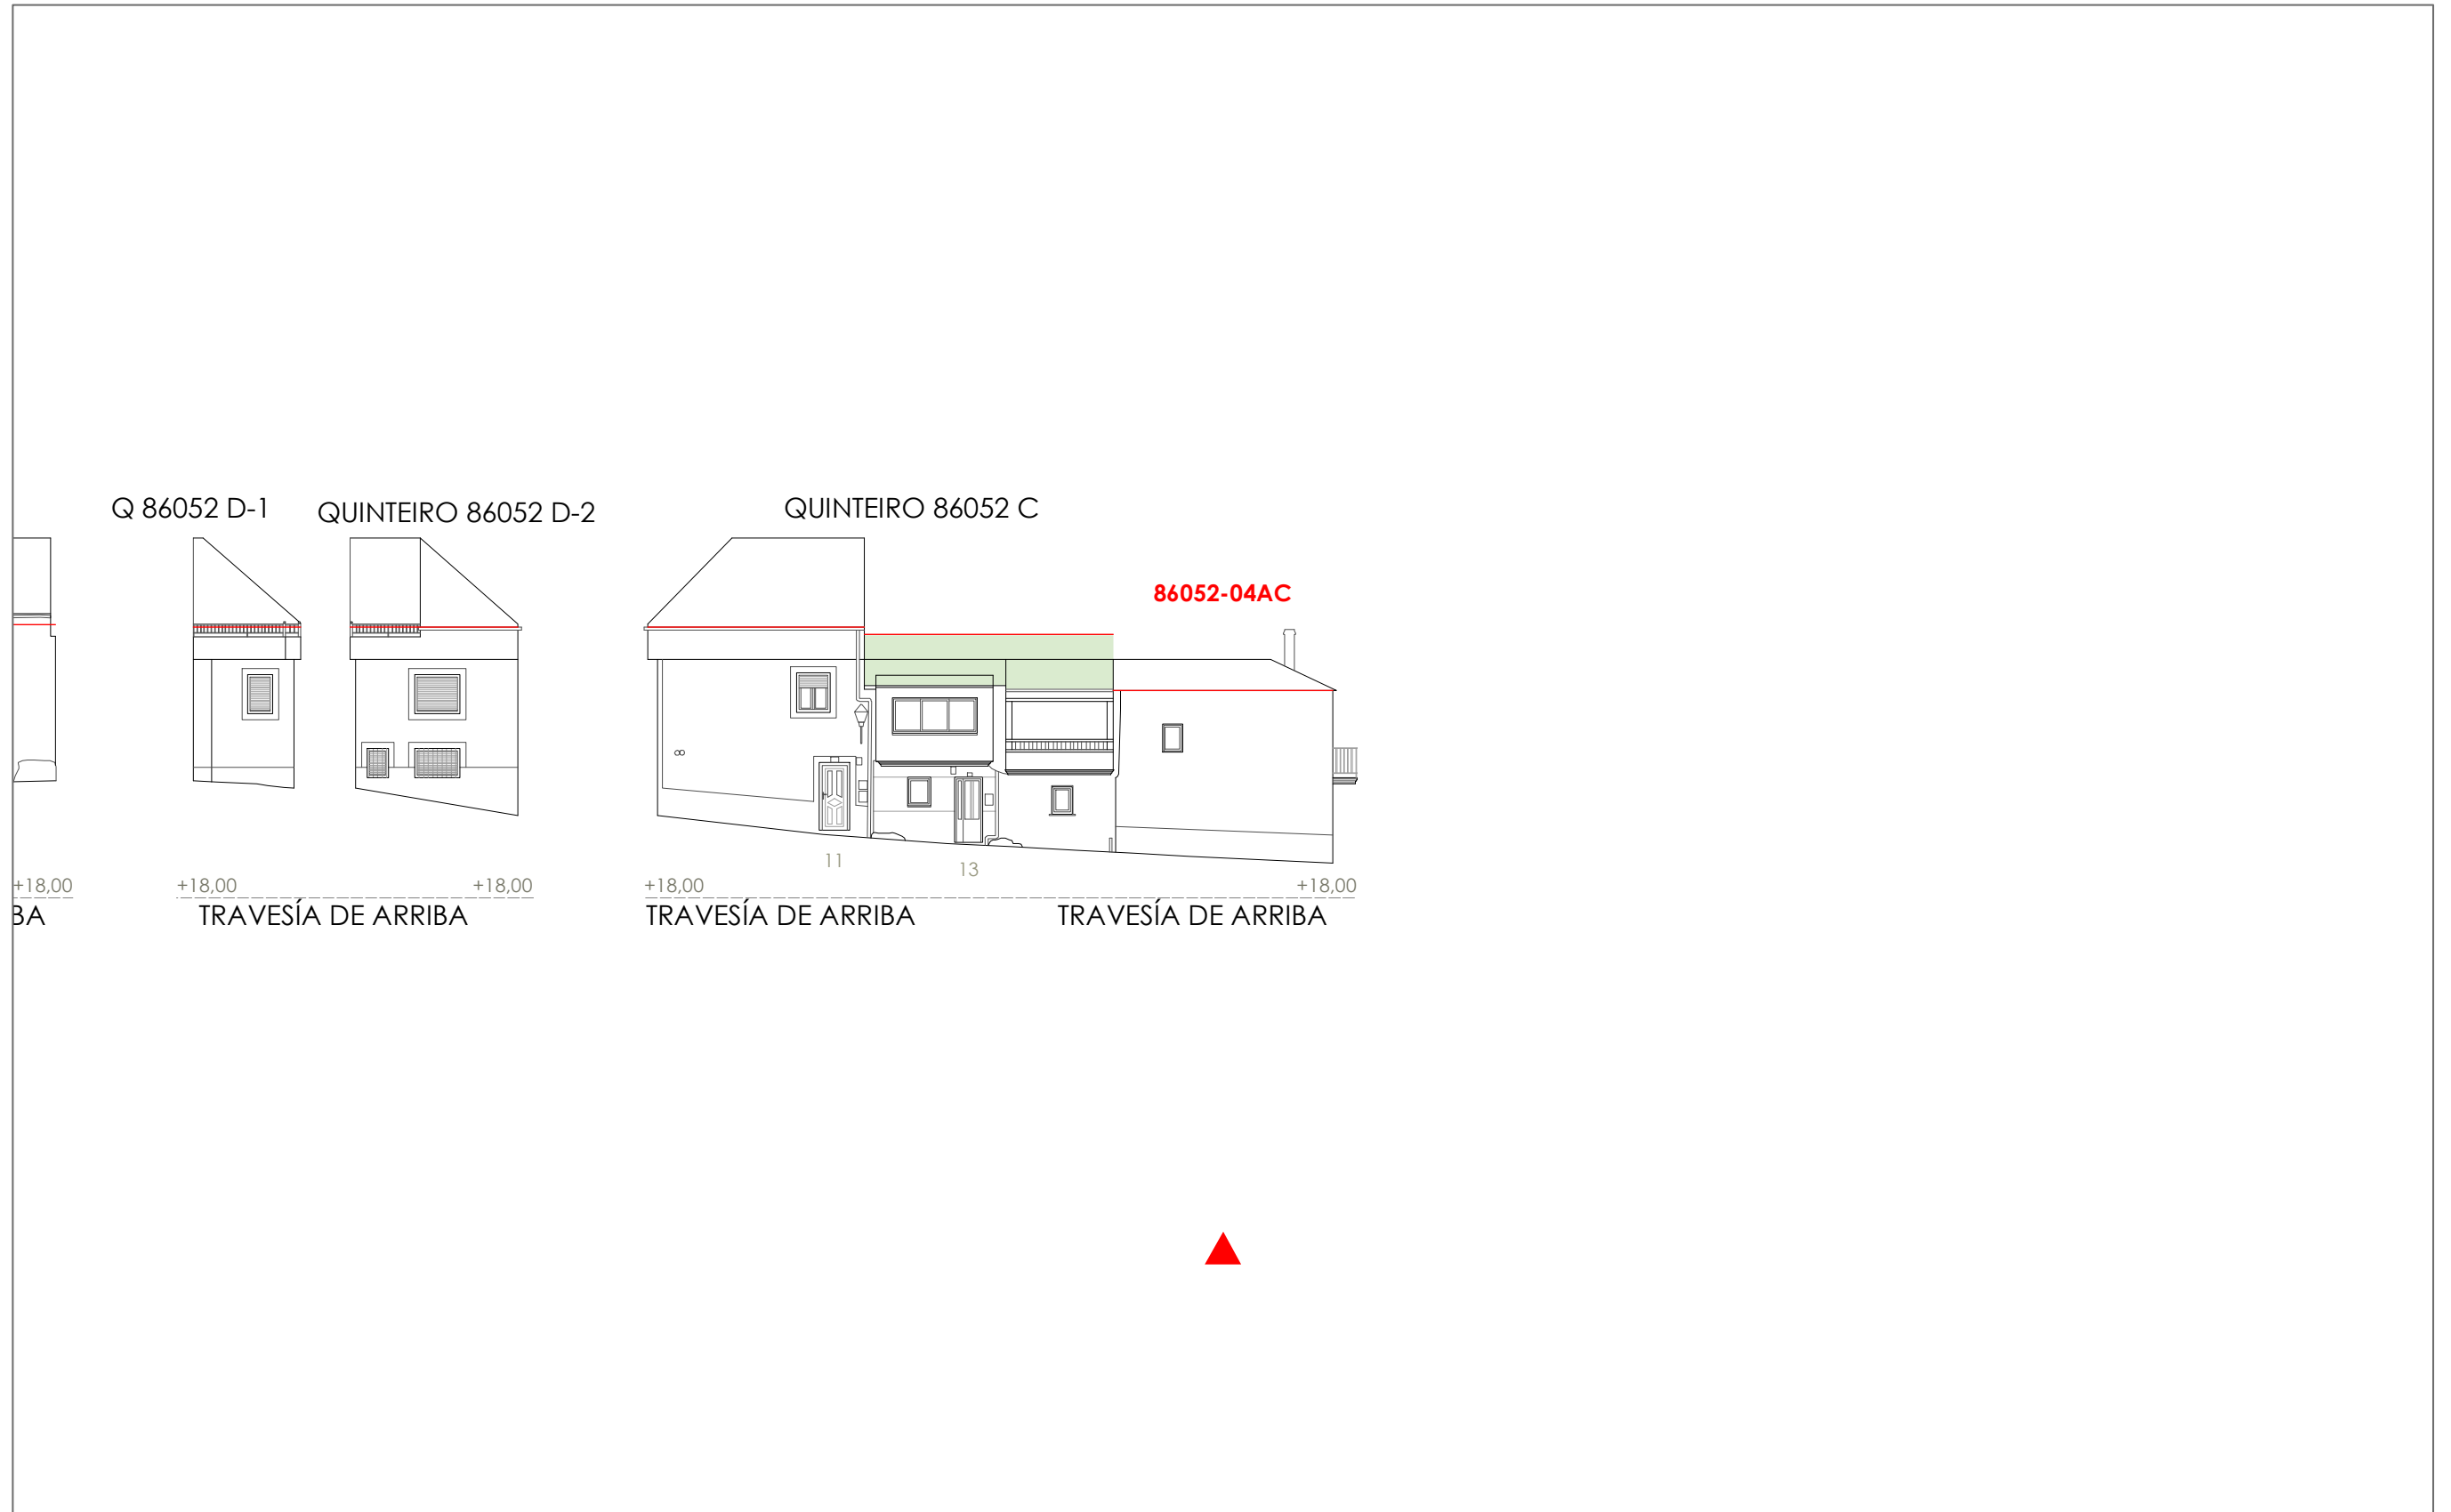 Q 86052 D-1
QUINTEIRO 86052 D-2
QUINTEIRO 86052 C
86052-04AC
11
13
+18,00
+18,00
+18,00
+18,00
+18,00
BA
TRAVESÍA DE ARRIBA
TRAVESÍA DE ARRIBA
TRAVESÍA DE ARRIBA